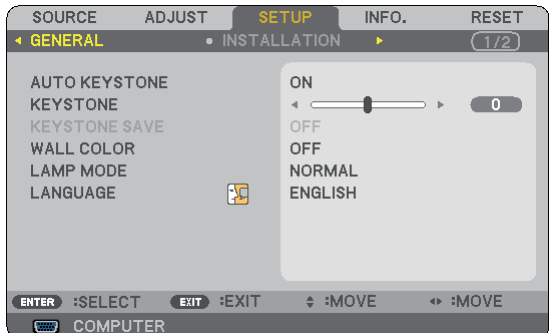 SOURCE ADJUST SETUP INFO. RESET
GENERAL • INSTALLATION 1/2
AUTO KEYSTONE ON
KEYSTONE 0
KEYSTONE SAVE OFF
WALL COLOR OFF
LAMP MODE NORMAL
LANGUAGE ENGLISH
ENTER :SELECT EXIT :EXIT :MOVE :MOVE
COMPUTER